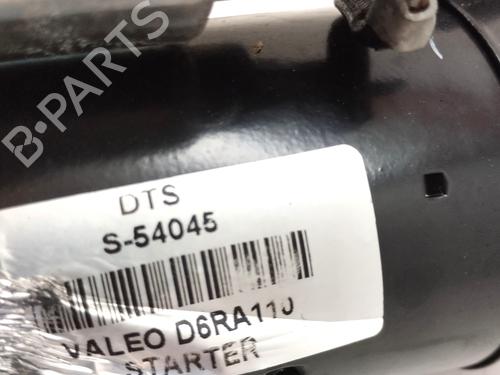 B-PARTS
DTS
S-54045
VALEO D6RA110
STARTER